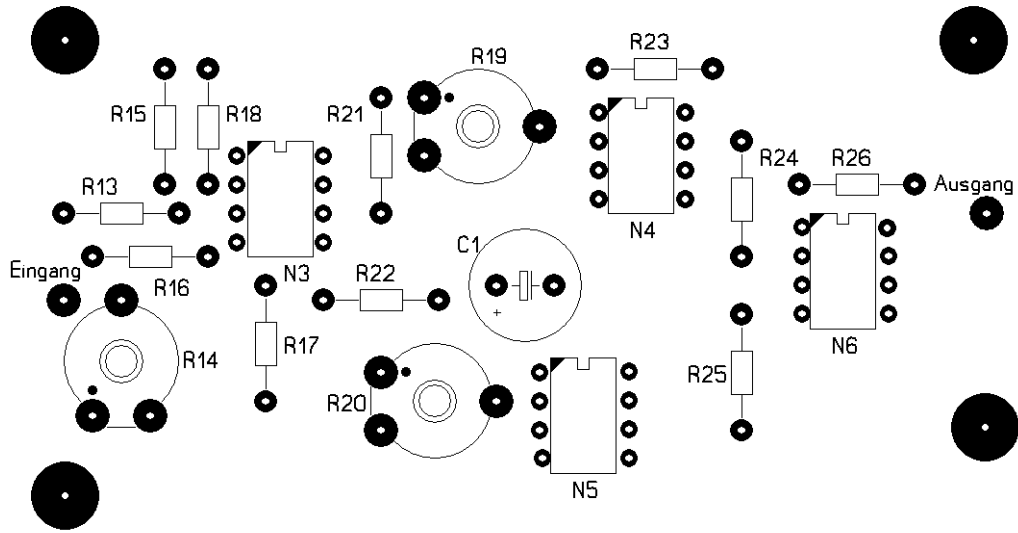 R19
R23
R15
R18
R21
R24
R26
R13
Ausgang
N4
C1
Eingang
N3
R22
R16
N6
R17
R14
R25
R20
+
N5